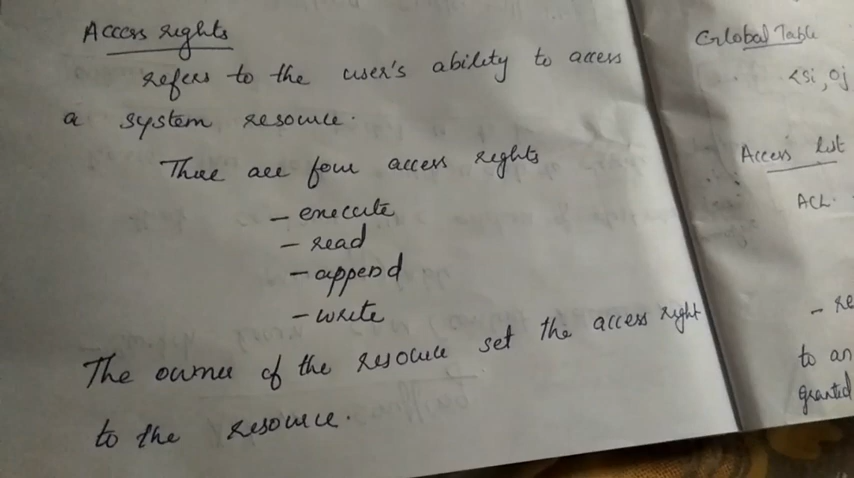 Access rights
refers to the user's ability to access
a system resource.
There are four access rights
- execute
- read
- append
- write
The owner of the resource set the access right
to the resource.
Global Table
<si, oj
Access list
ACL.
- re
to an
granted